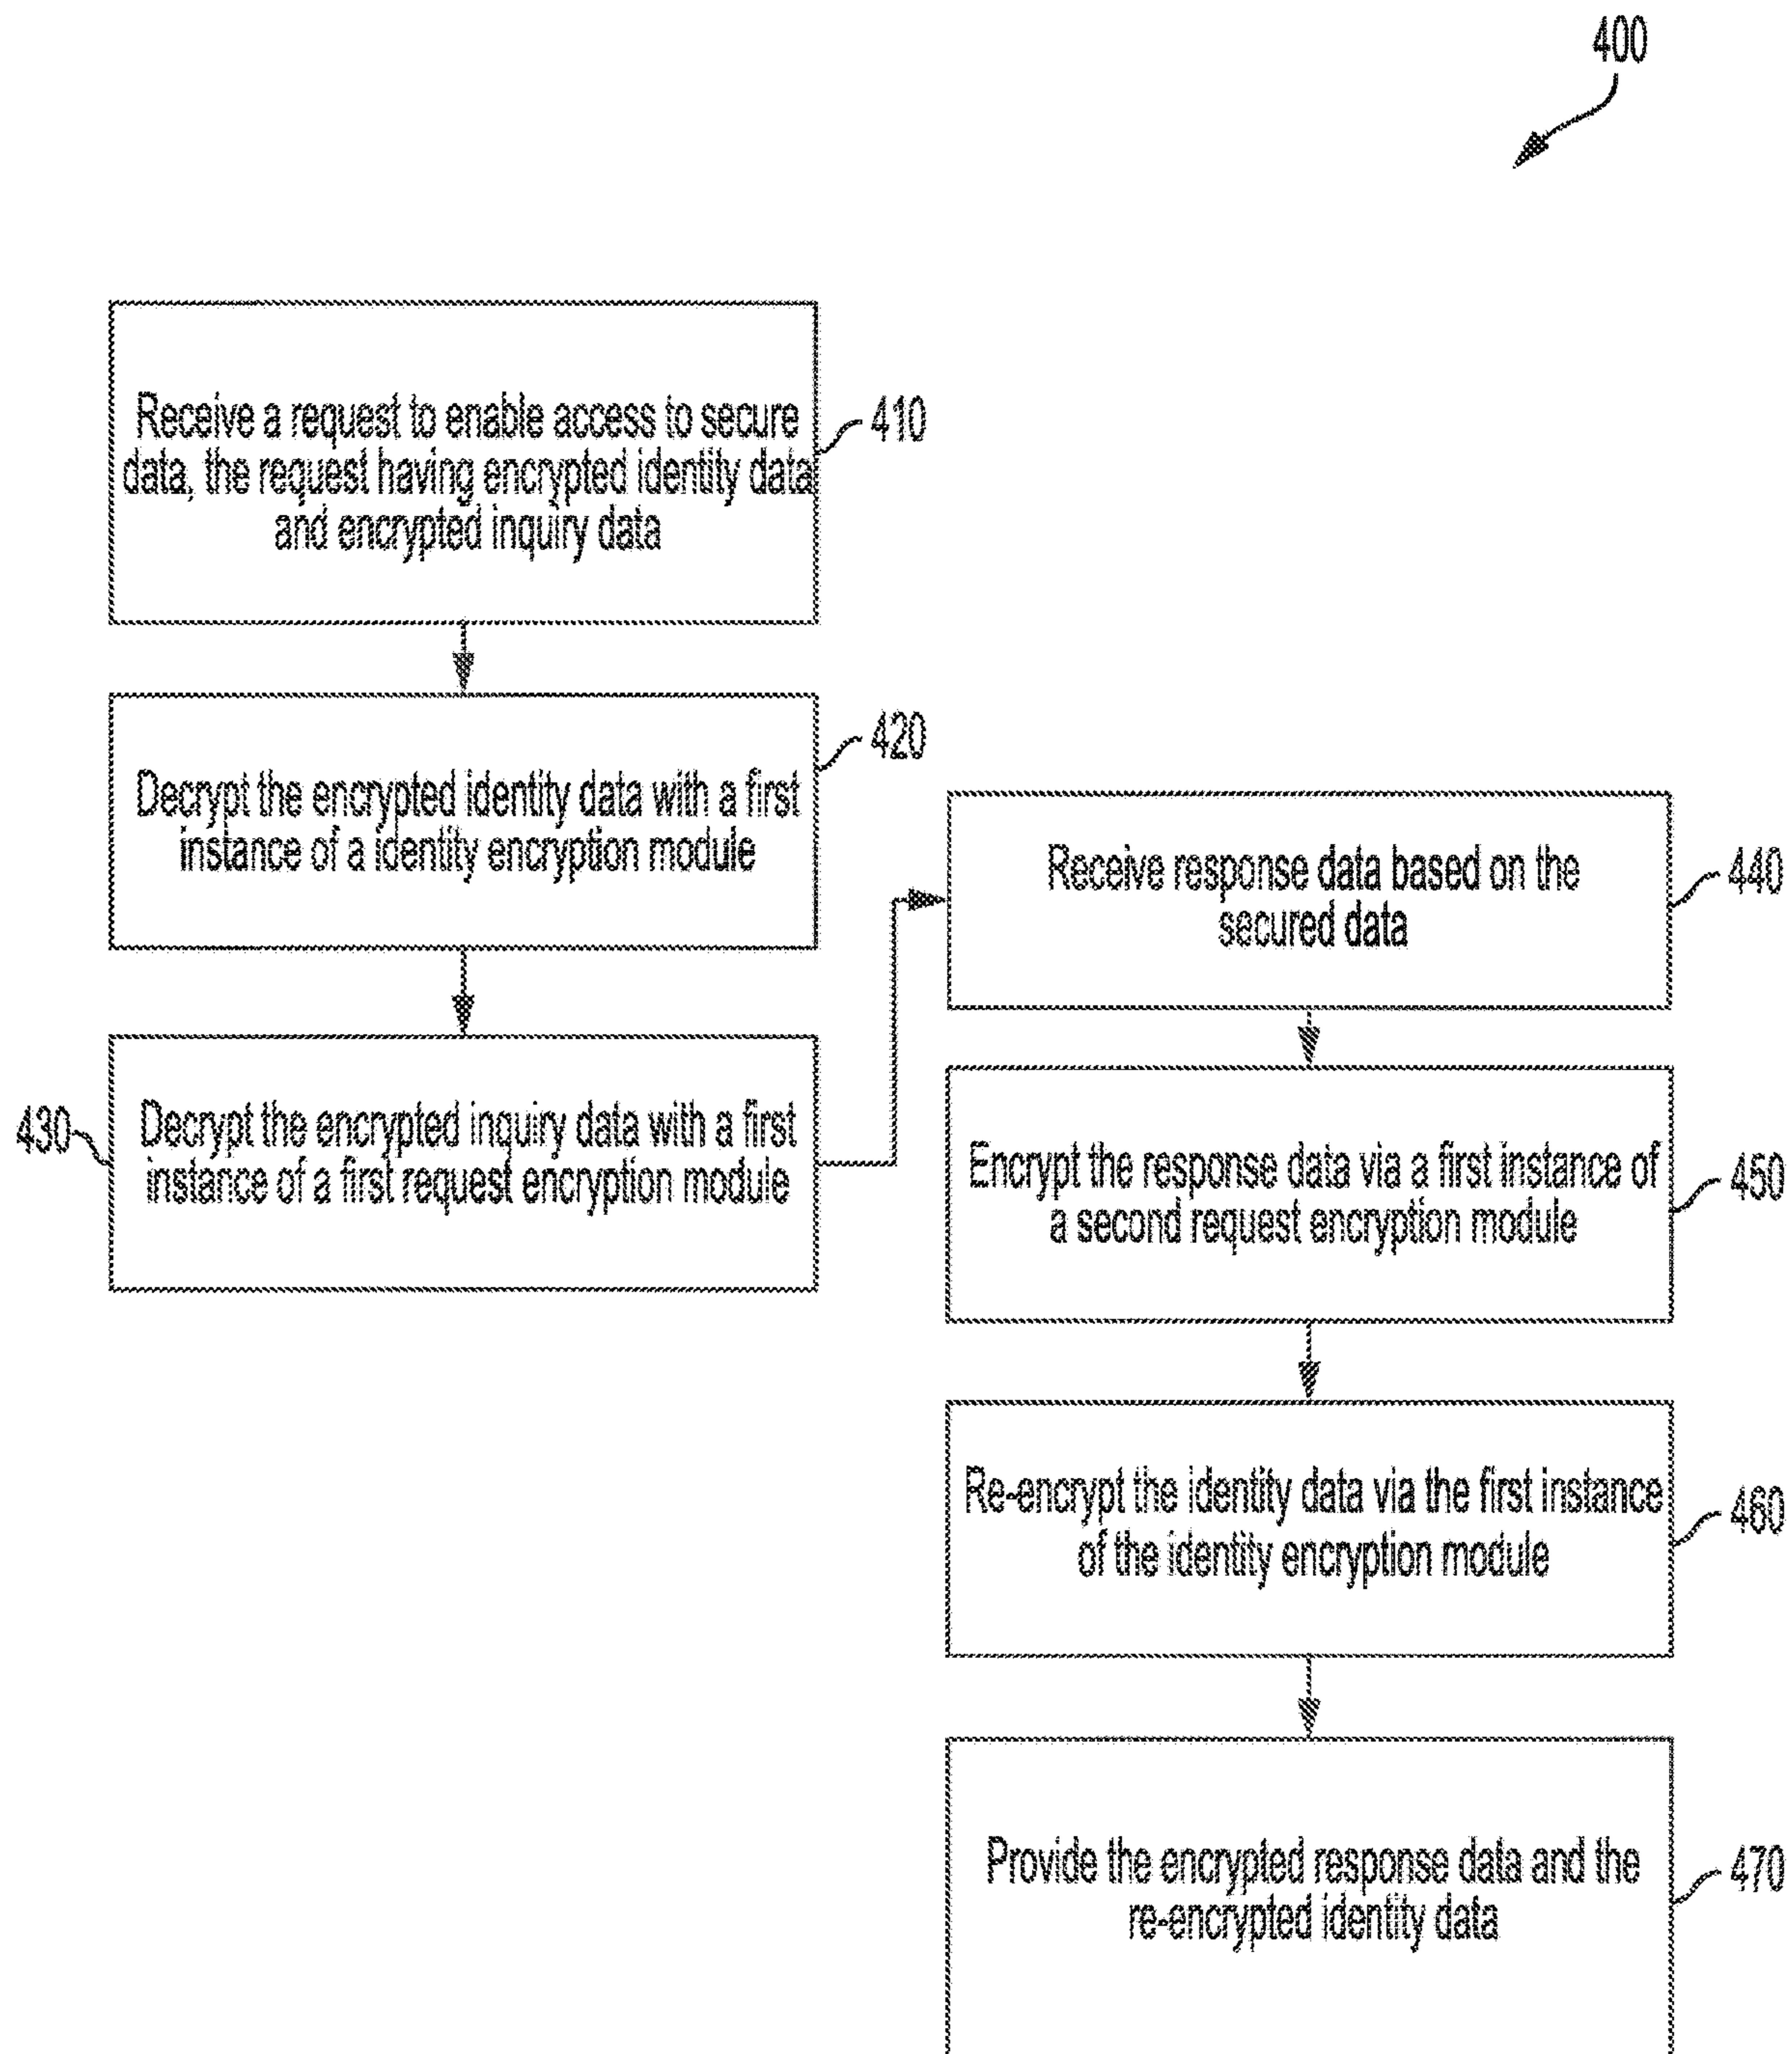 400
Receive a request to enable access to secure
data, the request having encrypted identity data
and encrypted inquiry data
410
Decrypt the encrypted identity data with a first
instance of a identity encryption module
420
Decrypt the encrypted inquiry data with a first
instance of a first request encryption module
430
Receive response data based on the
secured data
440
Encrypt the response data via a first instance of
a second request encryption module
450
Re-encrypt the identity data via the first instance
of the identity encryption module
460
Provide the encrypted response data and the
re-encrypted identity data
470